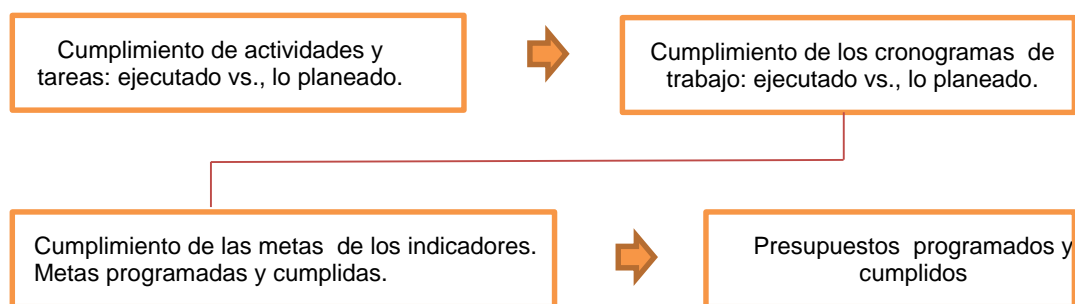 Cumplimiento de actividades y
tareas: ejecutado vs., lo planeado.
Cumplimiento de los cronogramas de
trabajo: ejecutado vs., lo planeado.
Cumplimiento de las metas de los indicadores.
Metas programadas y cumplidas.
Presupuestos programados y
cumplidos